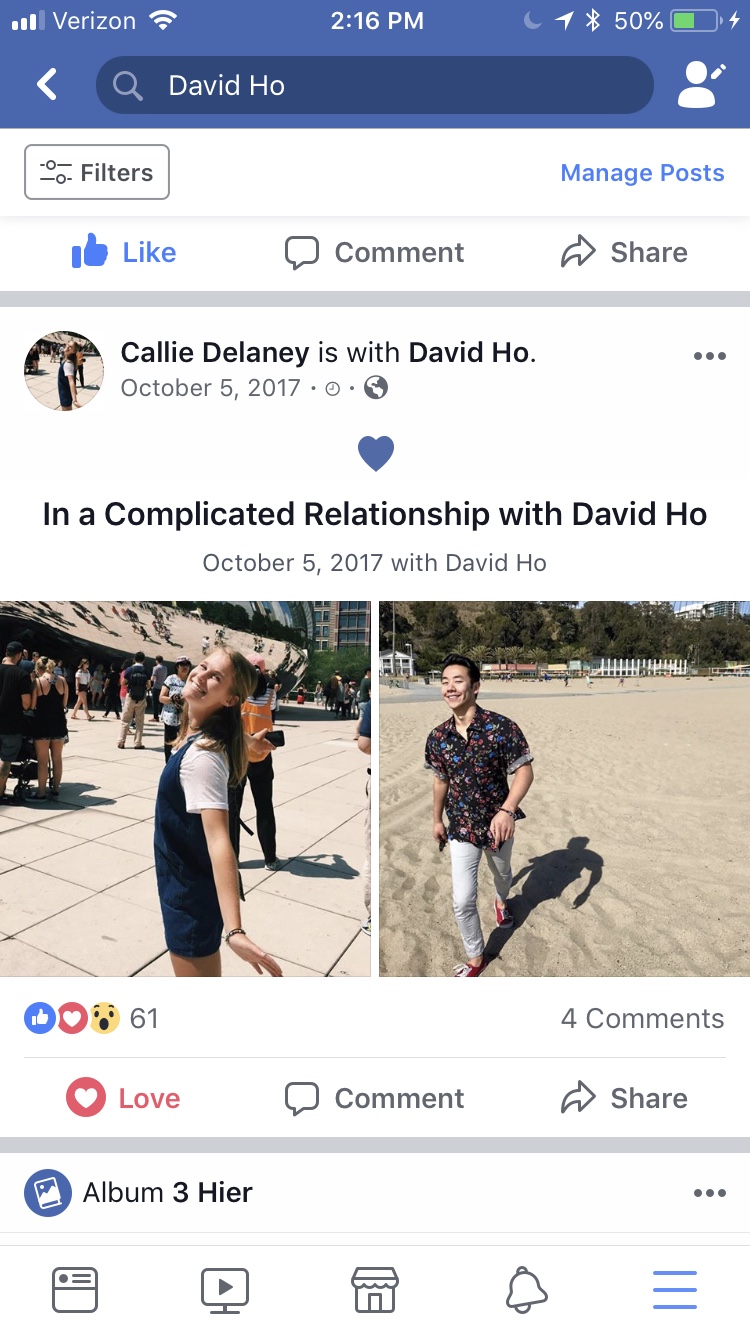 Verizon 2:16 PM 50%
David Ho
Filters Manage Posts
Like Comment Share
Callie Delaney is with David Ho.
October 5, 2017
In a Complicated Relationship with David Ho
October 5, 2017 with David Ho
61 4 Comments
Love Comment Share
Album 3 Hier